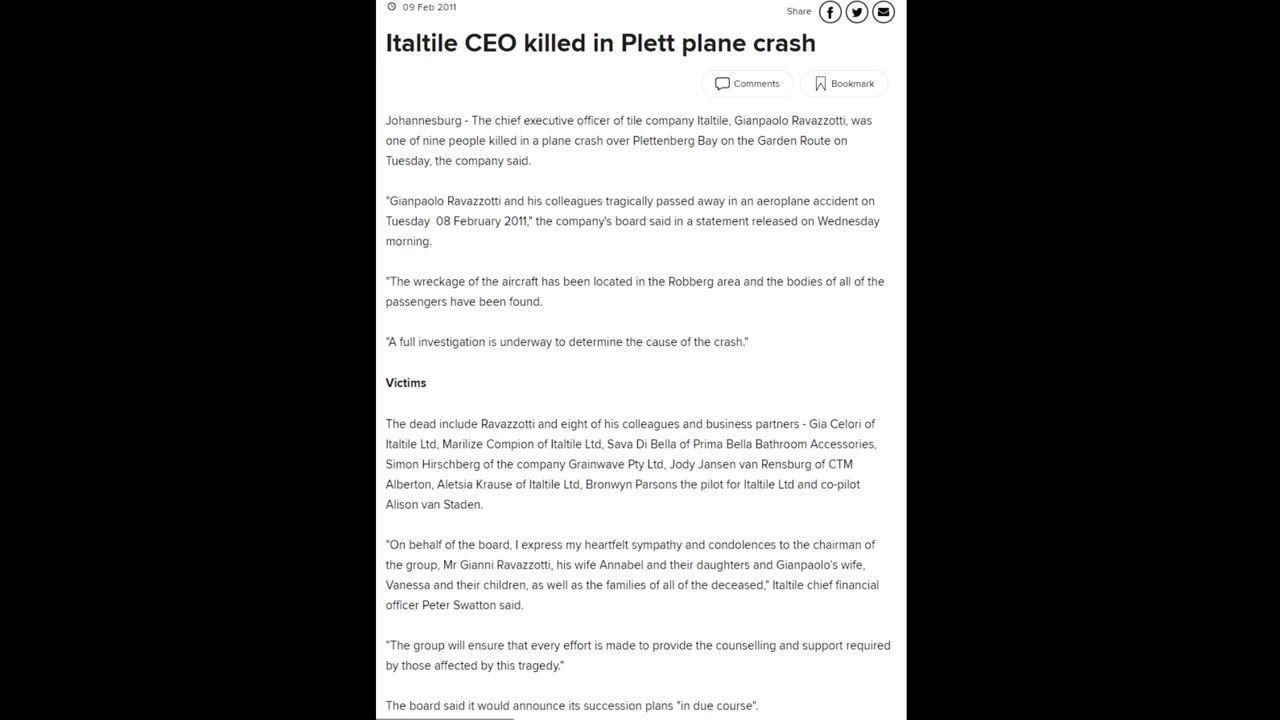 09 Feb 2011
Share
Italtile CEO killed in Plett plane crash
Comments
Bookmark
Johannesburg - The chief executive officer of tile company Italtile, Gianpaolo Ravazzotti, was
one of nine people killed in a plane crash over Plettenberg Bay on the Garden Route on
Tuesday, the company said.
"Gianpaolo Ravazzotti and his colleagues tragically passed away in an aeroplane accident on
Tuesday  08 February 2011," the company's board said in a statement released on Wednesday
morning.
"The wreckage of the aircraft has been located in the Robberg area and the bodies of all of the
passengers have been found.
"A full investigation is underway to determine the cause of the crash."
Victims
The dead include Ravazzotti and eight of his colleagues and business partners - Gia Celori of
Italtile Ltd, Marilize Compion of Italtile Ltd, Sava Di Bella of Prima Bella Bathroom Accessories,
Simon Hirschberg of the company Grainwave Pty Ltd, Jody Jansen van Rensburg of CTM
Alberton, Aletsia Krause of Italtile Ltd, Bronwyn Parsons the pilot for Italtile Ltd and co-pilot
Alison van Staden.
"On behalf of the board, I express my heartfelt sympathy and condolences to the chairman of
the group, Mr Gianni Ravazzotti, his wife Annabel and their daughters and Gianpaolo's wife,
Vanessa and their children, as well as the families of all of the deceased," Italtile chief financial
officer Peter Swatton said.
"The group will ensure that every effort is made to provide the counselling and support required
by those affected by this tragedy."
The board said it would announce its succession plans "in due course".